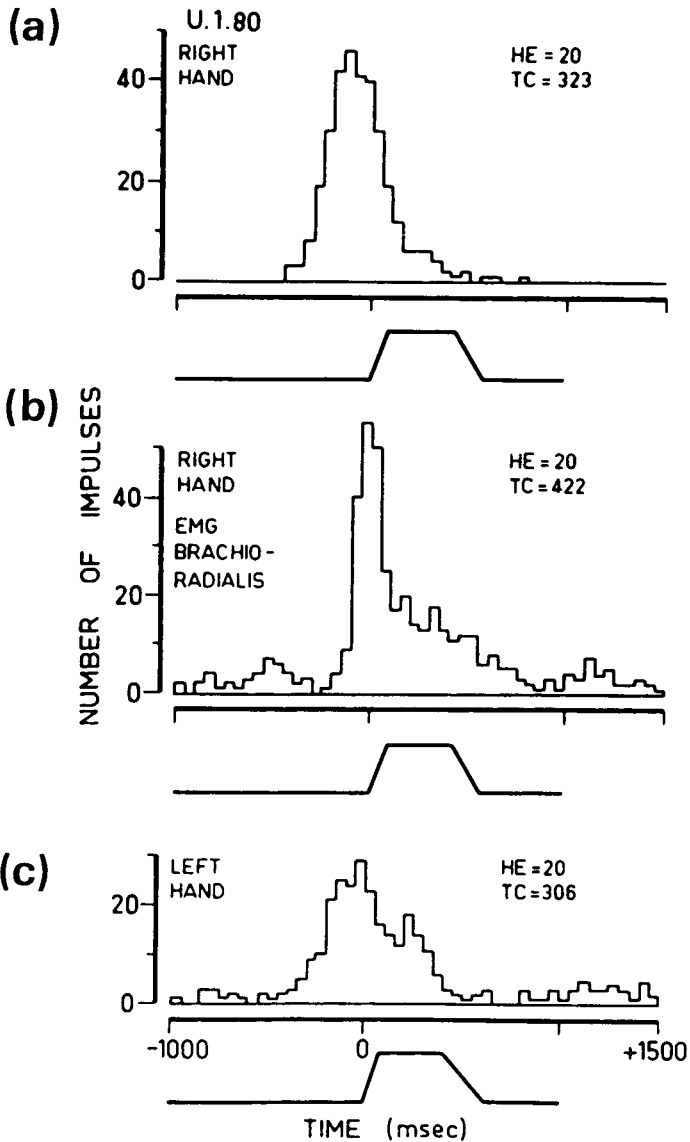 (a)
U.1.80
RIGHT
HAND
HE = 20
TC = 323
40
20
0
(b)
RIGHT
HAND
EMG
BRACHIO-
RADIALIS
HE = 20
TC = 422
40
20
0
NUMBER OF IMPULSES
(c)
LEFT
HAND
HE = 20
TC = 306
20
0
-1000
0
+1500
TIME (msec)